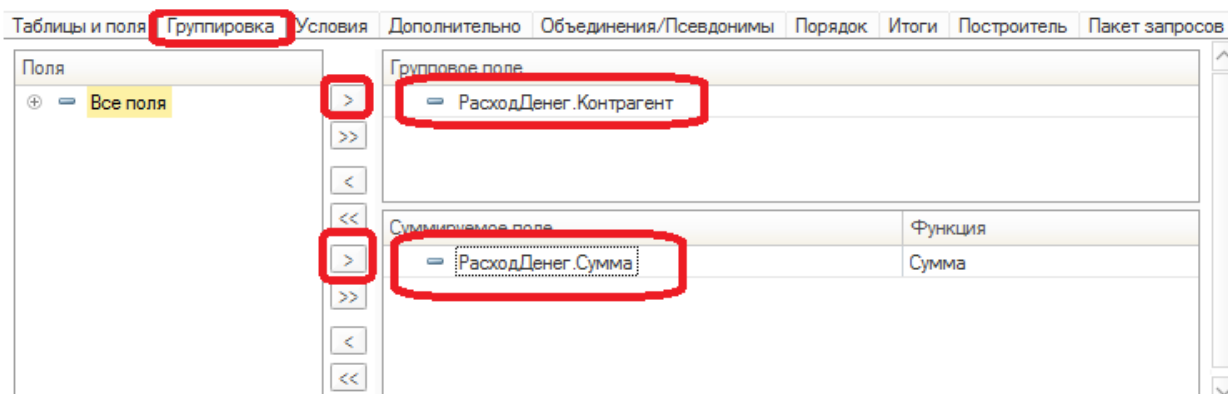 Таблицы и поля Группировка Условия Дополнительно Объединения/Псевдонимы Порядок Итоги Построитель Пакет запросов
Поля
Все поля
>
>>
<
<<
>
>>
<
<<
Групповое поле
РасходДенег.Контрагент
Суммируемое поле Функция
РасходДенег.Сумма Сумма